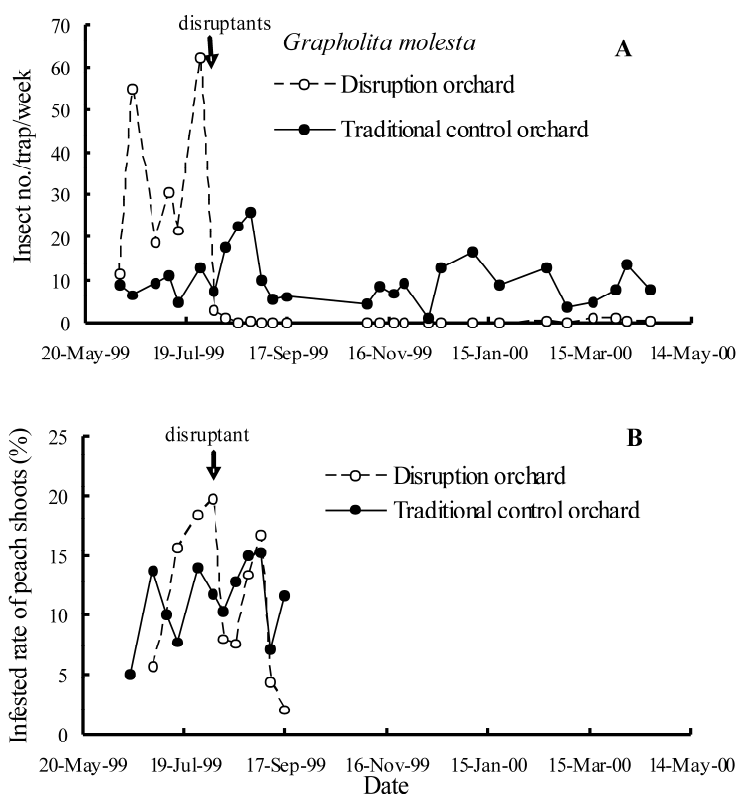 disruptants
Grapholita molesta
A
Disruption orchard
Traditional control orchard
Insect no./trap/week
70
60
50
40
30
20
10
0
20-May-99 19-Jul-99 17-Sep-99 16-Nov-99 15-Jan-00 15-Mar-00 14-May-00
disruptant
B
Disruption orchard
Traditional control orchard
Infested rate of peach shoots (%)
25
20
15
10
5
0
20-May-99 19-Jul-99 17-Sep-99 16-Nov-99 15-Jan-00 15-Mar-00 14-May-00
Date